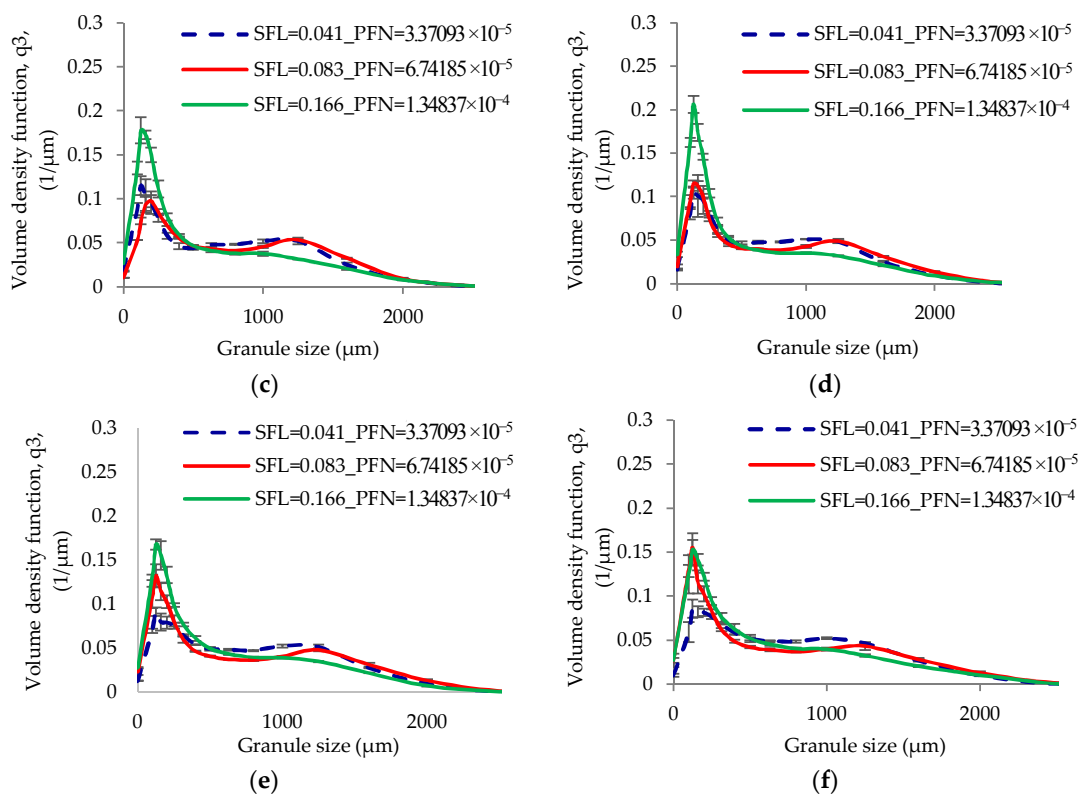 0.3
0.25
0.2
0.15
0.1
0.05
0
Volume density function, q3,
(1/μm)
SFL=0.041_PFN=3.37093 ×10⁻⁵
SFL=0.083_PFN=6.74185 ×10⁻⁵
SFL=0.166_PFN=1.34837×10⁻⁴
0 1000 2000
Granule size (μm)
(c)
0.3
0.25
0.2
0.15
0.1
0.05
0
Volume density function, q3,
(1/μm)
SFL=0.041_PFN=3.37093 ×10⁻⁵
SFL=0.083_PFN=6.74185 ×10⁻⁵
SFL=0.166_PFN=1.34837×10⁻⁴
0 1000 2000
Granule size (μm)
(d)
0.3
0.25
0.2
0.15
0.1
0.05
0
Volume density function, q3,
(1/μm)
SFL=0.041_PFN=3.37093 ×10⁻⁵
SFL=0.083_PFN=6.74185 ×10⁻⁵
SFL=0.166_PFN=1.34837×10⁻⁴
0 1000 2000
Granule size (μm)
(e)
0.3
0.25
0.2
0.15
0.1
0.05
0
Volume density function, q3,
(1/μm)
SFL=0.041_PFN=3.37093 ×10⁻⁵
SFL=0.083_PFN=6.74185 ×10⁻⁵
SFL=0.166_PFN=1.34837×10⁻⁴
0 1000 2000
Granule size (μm)
(f)